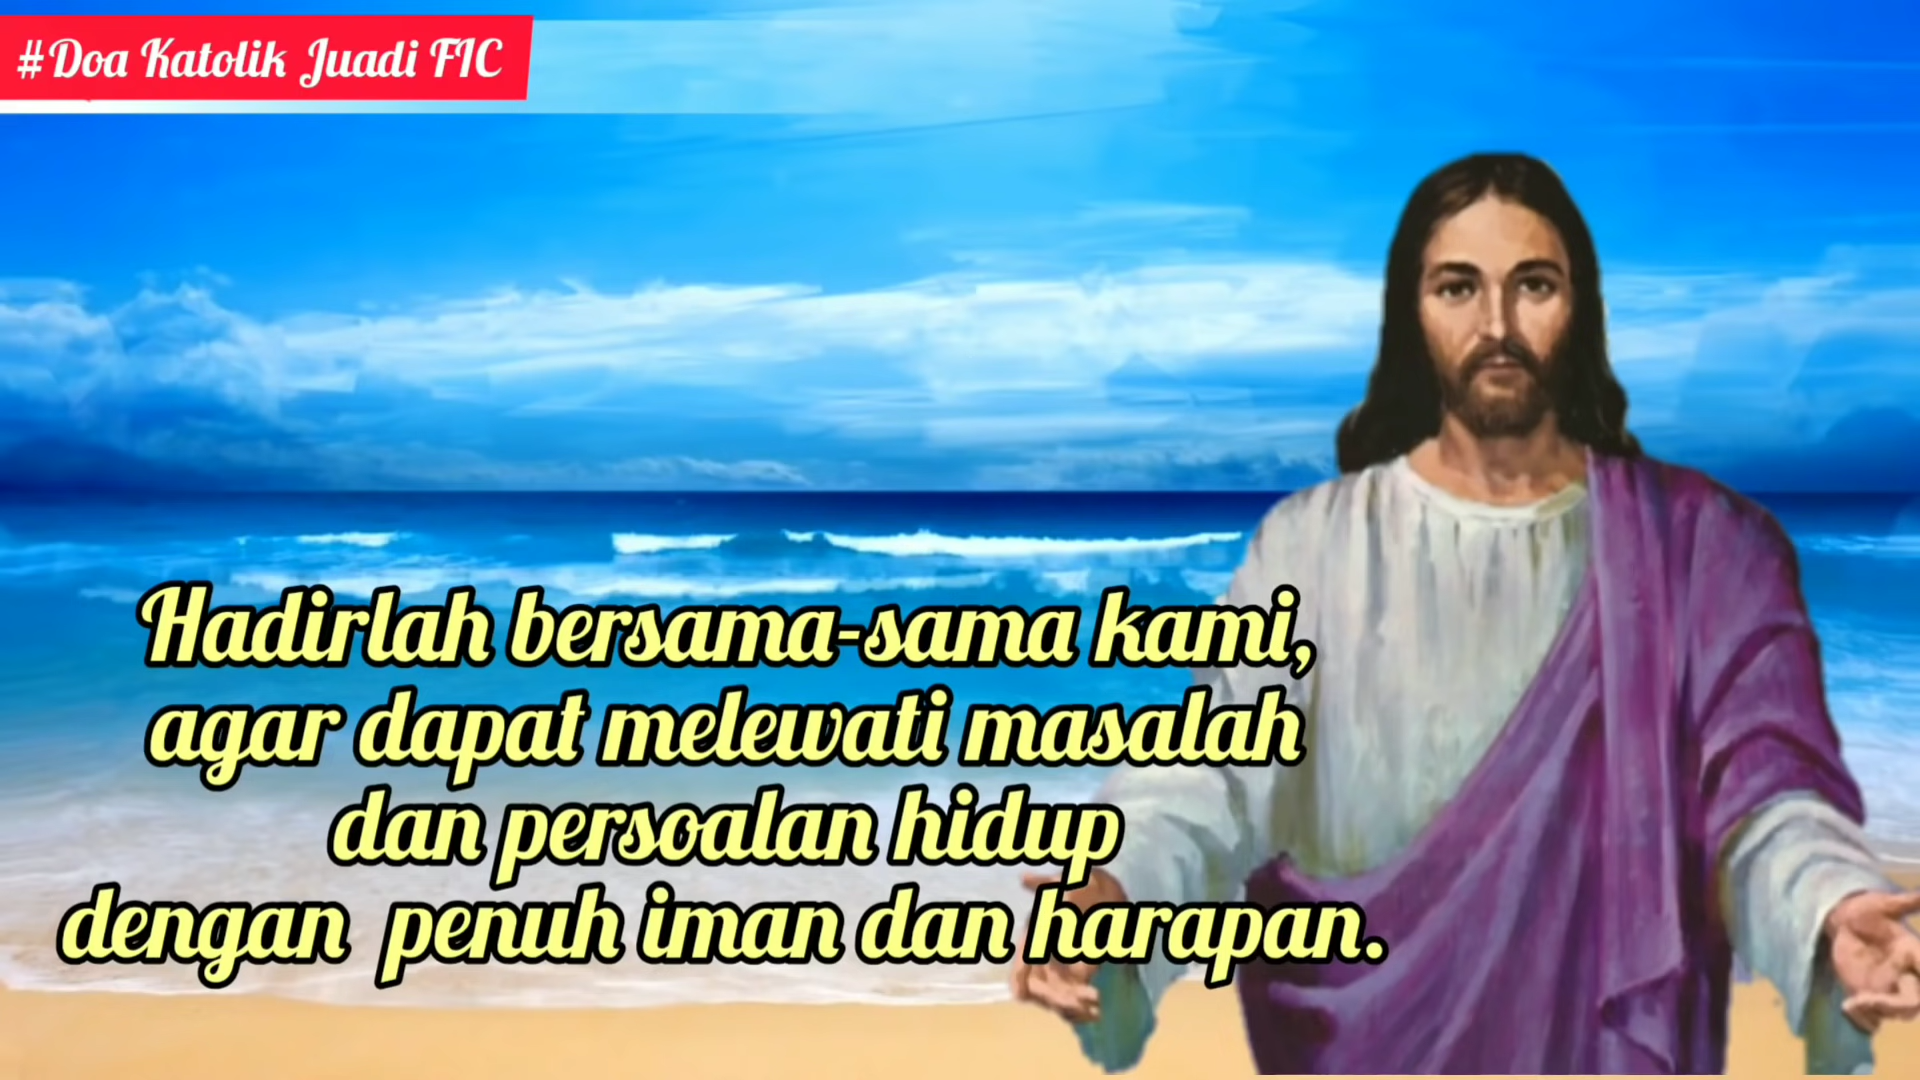 #Doa Katolik Juadi FIC
Hadirlah bersama-sama kami,
agar dapat melewati masalah
dan persoalan hidup
dengan penuh iman dan harapan.